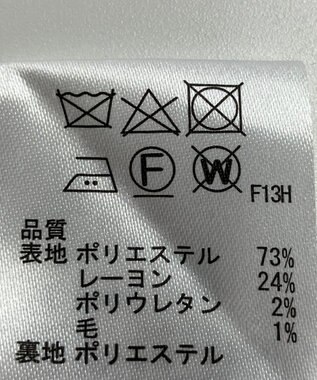 F W F13H
品質
表地 ポリエステル 73%
レーヨン 24%
ポリウレタン 2%
毛 1%
裏地 ポリエステル